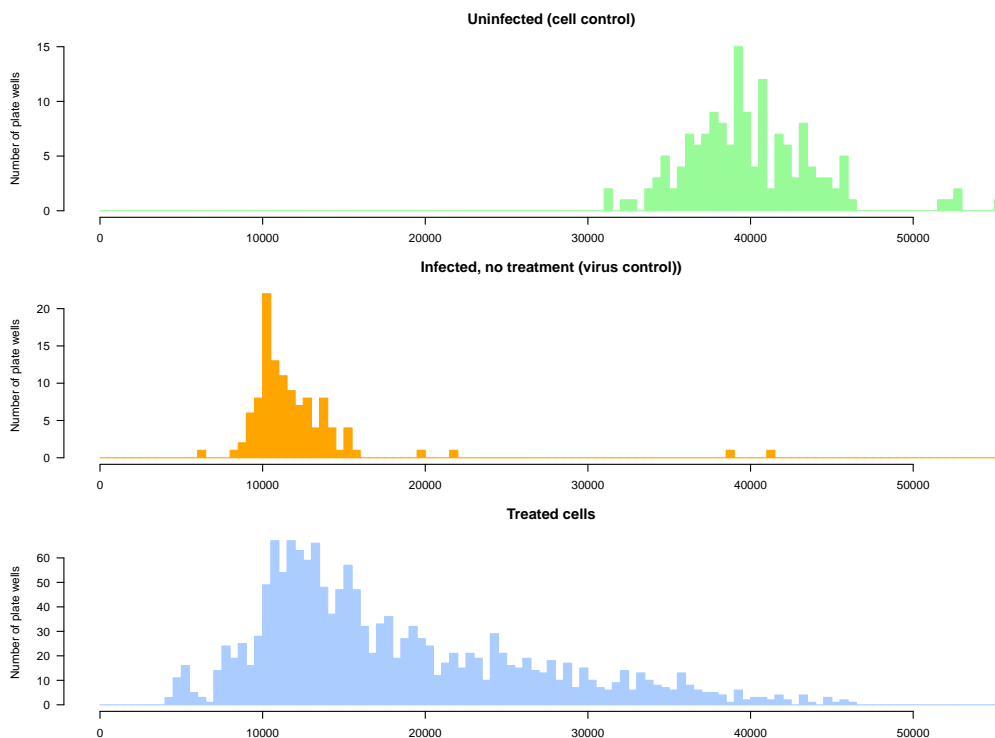 Uninfected (cell control)
Number of plate wells
15
10
5
0
0 10000 20000 30000 40000 50000
Infected, no treatment (virus control))
Number of plate wells
20
15
10
5
0
0 10000 20000 30000 40000 50000
Treated cells
Number of plate wells
60
50
40
30
20
10
0
0 10000 20000 30000 40000 50000